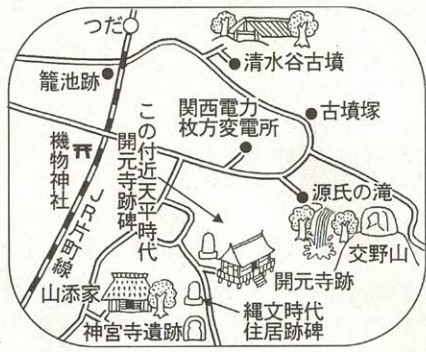 つだ
籠池跡
清水谷古墳
この付近天平時代
開元寺跡碑
関西電力
枚方変電所
古墳塚
機物神社
JR片町線
源氏の滝
交野山
開元寺跡
山添家
神宮寺遺跡
縄文時代
住居跡碑